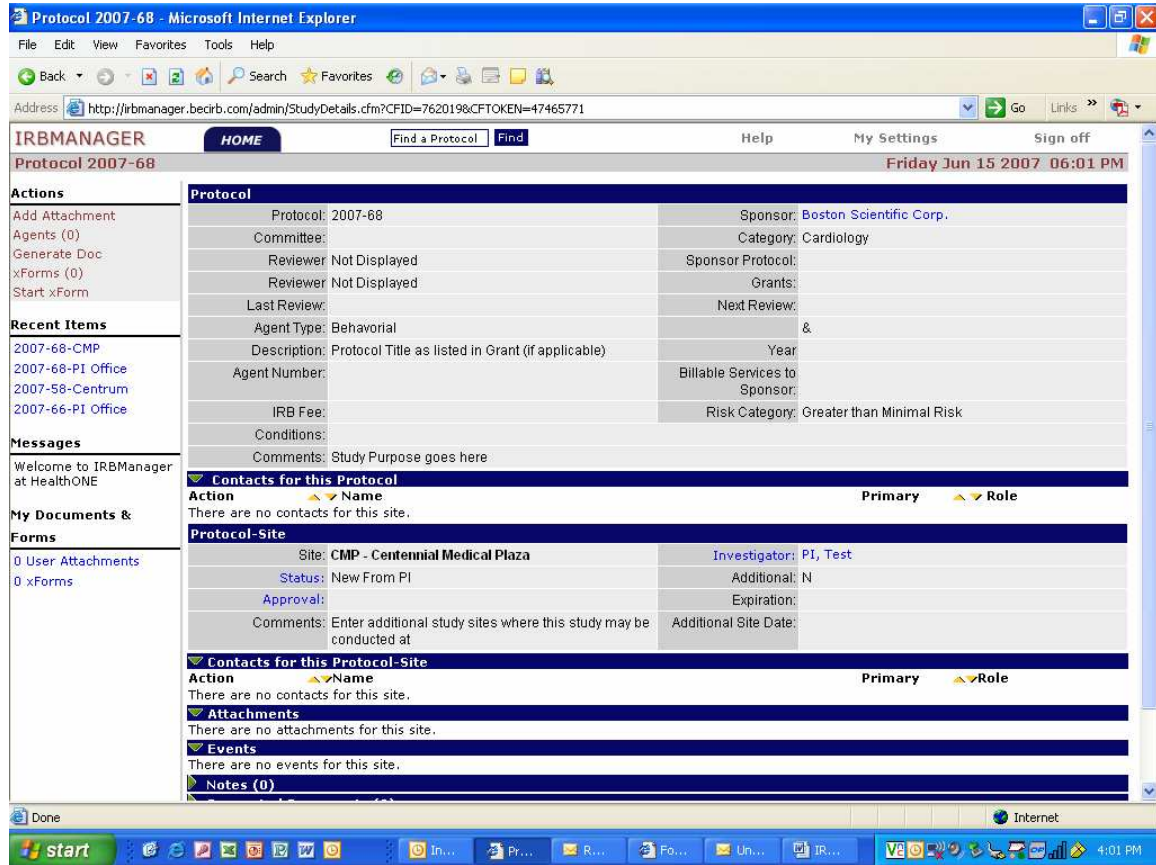 Protocol 2007-68 - Microsoft Internet Explorer
File Edit View Favorites Tools Help
Back Search Favorites
Address http://irbmanager.becirb.com/admin/StudyDetails.cfm?CFID=762019&CFTOKEN=47465771 Go Links »
IRBMANAGER HOME Find a Protocol Find Help My Settings Sign off
Protocol 2007-68 Friday Jun 15 2007 06:01 PM
Actions
Add Attachment
Agents (0)
Generate Doc
xForms (0)
Start xForm
Recent Items
2007-68-CMP
2007-68-PI Office
2007-58-Centrum
2007-66-PI Office
Messages
Welcome to IRBManager
at HealthONE
My Documents &
Forms
0 User Attachments
0 xForms
Protocol
Protocol: 2007-68 Sponsor: Boston Scientific Corp.
Committee: Category: Cardiology
Reviewer Not Displayed Sponsor Protocol:
Reviewer Not Displayed Grants:
Last Review: Next Review:
Agent Type: Behavorial &
Description: Protocol Title as listed in Grant (if applicable) Year
Agent Number: Billable Services to
Sponsor:
IRB Fee: Risk Category: Greater than Minimal Risk
Conditions:
Comments: Study Purpose goes here
Contacts for this Protocol
Action Name Primary Role
There are no contacts for this site.
Protocol-Site
Site: CMP - Centennial Medical Plaza Investigator: PI, Test
Status: New From PI Additional: N
Approval: Expiration:
Comments: Enter additional study sites where this study may be Additional Site Date:
conducted at
Contacts for this Protocol-Site
Action Name Primary Role
There are no contacts for this site.
Attachments
There are no attachments for this site.
Events
There are no events for this site.
Notes (0)
Done Internet
start In... Pr... R... Fo... Un... IR... 4:01 PM